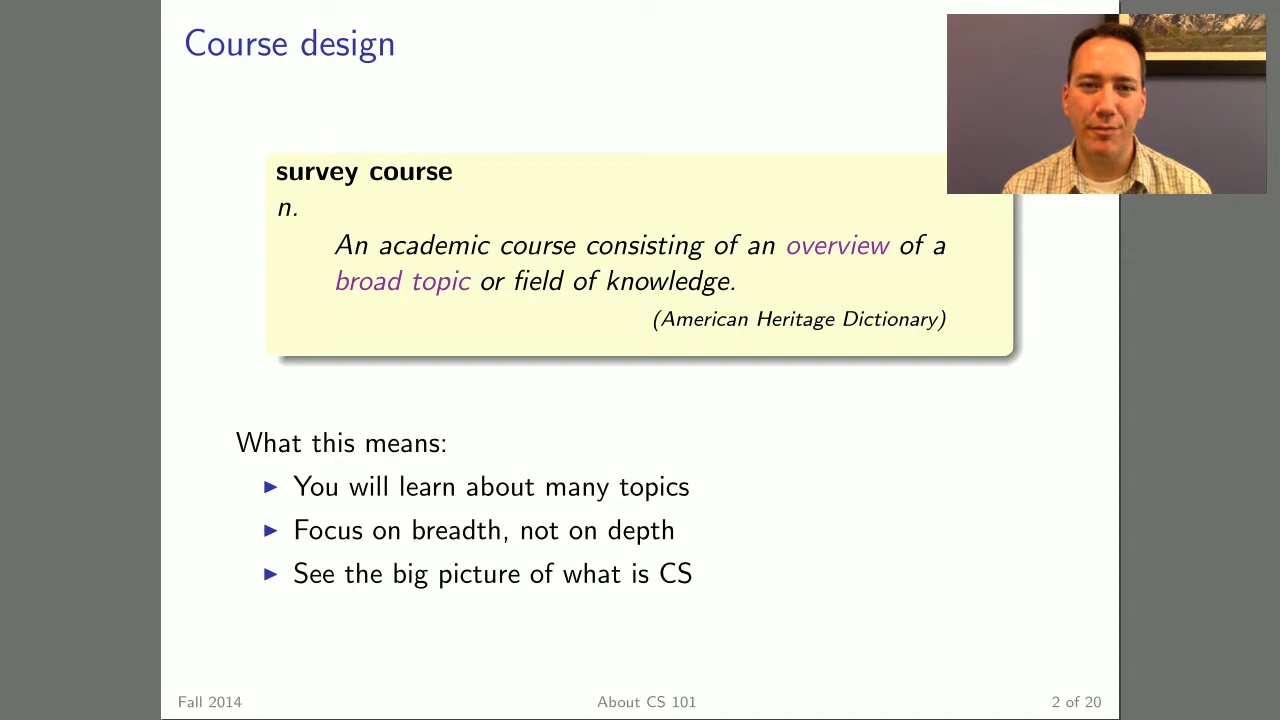 Course design
survey course
n.
An academic course consisting of an overview of a
broad topic or field of knowledge.
(American Heritage Dictionary)
What this means:
▶ You will learn about many topics
▶ Focus on breadth, not on depth
▶ See the big picture of what is CS
Fall 2014
About CS 101
2 of 20